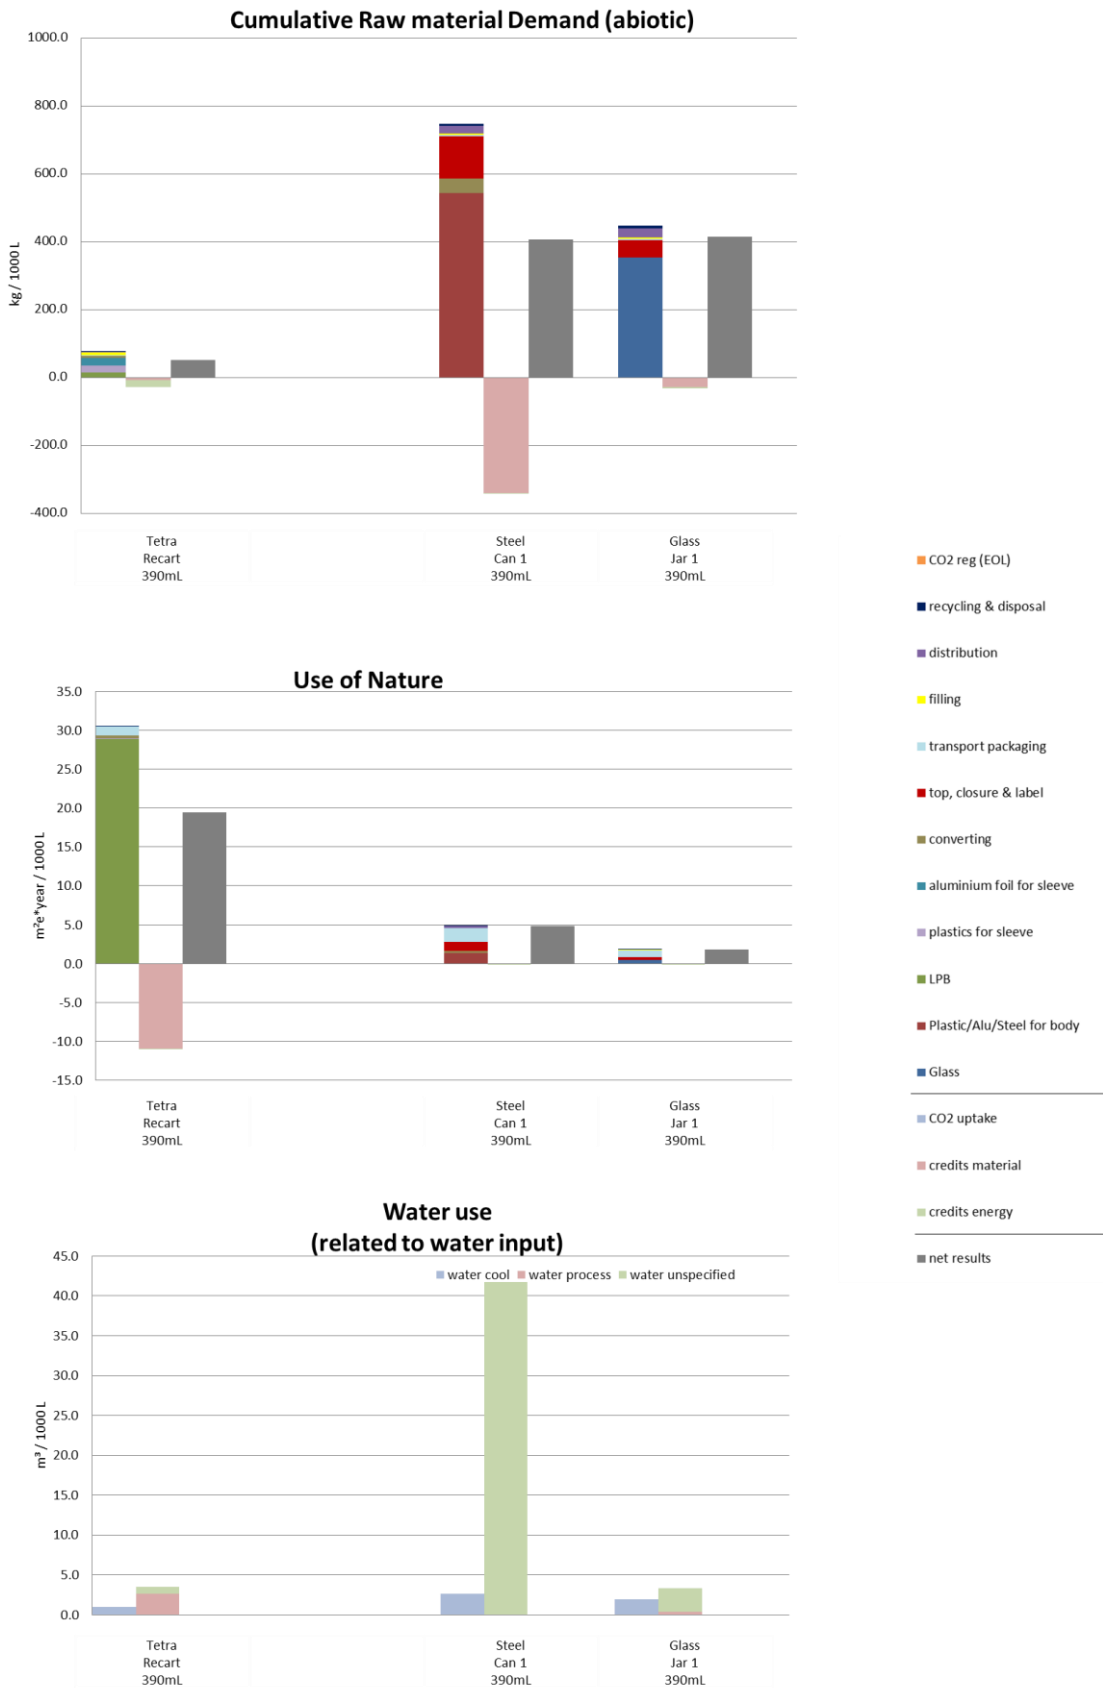 Cumulative Raw material Demand (abiotic)
1000.0
800.0
600.0
400.0
200.0
0.0
-200.0
-400.0
kg / 1000 L
Tetra
Recart
390mL
Steel
Can 1
390mL
Glass
Jar 1
390mL
CO2 reg (EOL)
recycling & disposal
distribution
filling
transport packaging
top, closure & label
converting
aluminium foil for sleeve
plastics for sleeve
LPB
Plastic/Alu/Steel for body
Glass
CO2 uptake
credits material
credits energy
net results
Use of Nature
35.0
30.0
25.0
20.0
15.0
10.0
5.0
0.0
-5.0
-10.0
-15.0
m²e*year / 1000 L
Tetra
Recart
390mL
Steel
Can 1
390mL
Glass
Jar 1
390mL
Water use
(related to water input)
water cool water process water unspecified
45.0
40.0
35.0
30.0
25.0
20.0
15.0
10.0
5.0
0.0
m³ / 1000 L
Tetra
Recart
390mL
Steel
Can 1
390mL
Glass
Jar 1
390mL